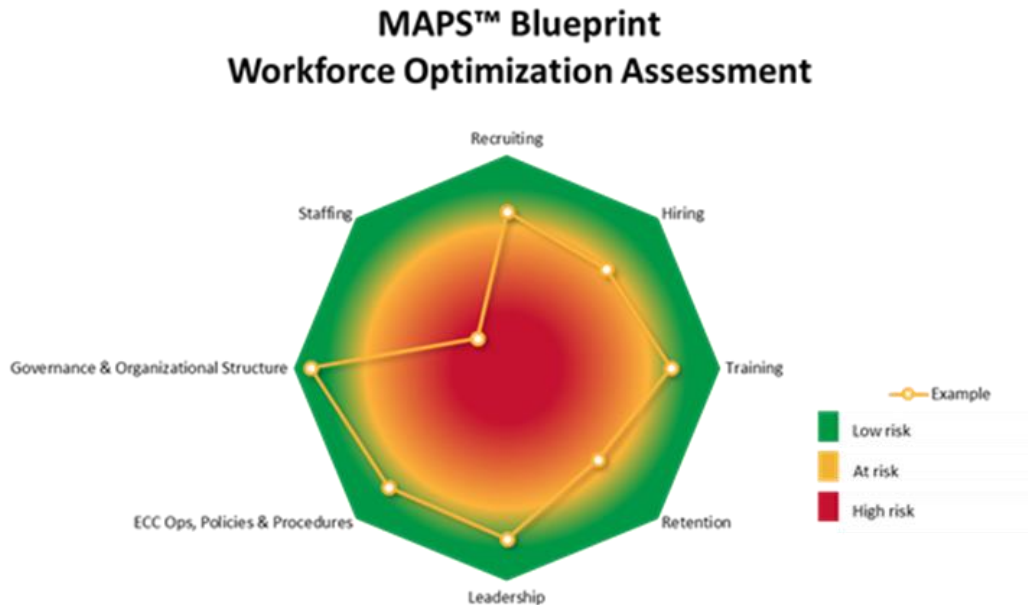 MAPS™ Blueprint
Workforce Optimization Assessment
Recruiting
Staffing
Hiring
Governance & Organizational Structure
Training
Example
Low risk
At risk
High risk
ECC Ops, Policies & Procedures
Retention
Leadership